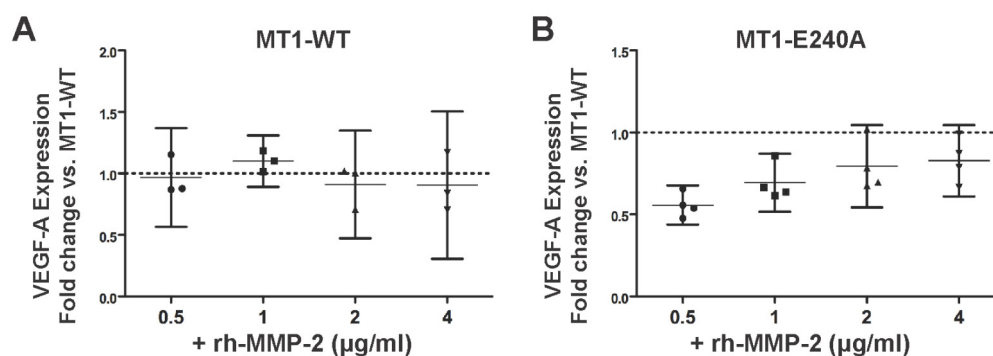 A
MT1-WT
VEGF-A Expression
Fold change vs. MT1-WT
2.0
1.5
1.0
0.5
0.0
0.5 1 2 4
+ rh-MMP-2 (µg/ml)
B
MT1-E240A
VEGF-A Expression
Fold change vs. MT1-WT
1.5
1.0
0.5
0.0
0.5 1 2 4
+ rh-MMP-2 (µg/ml)